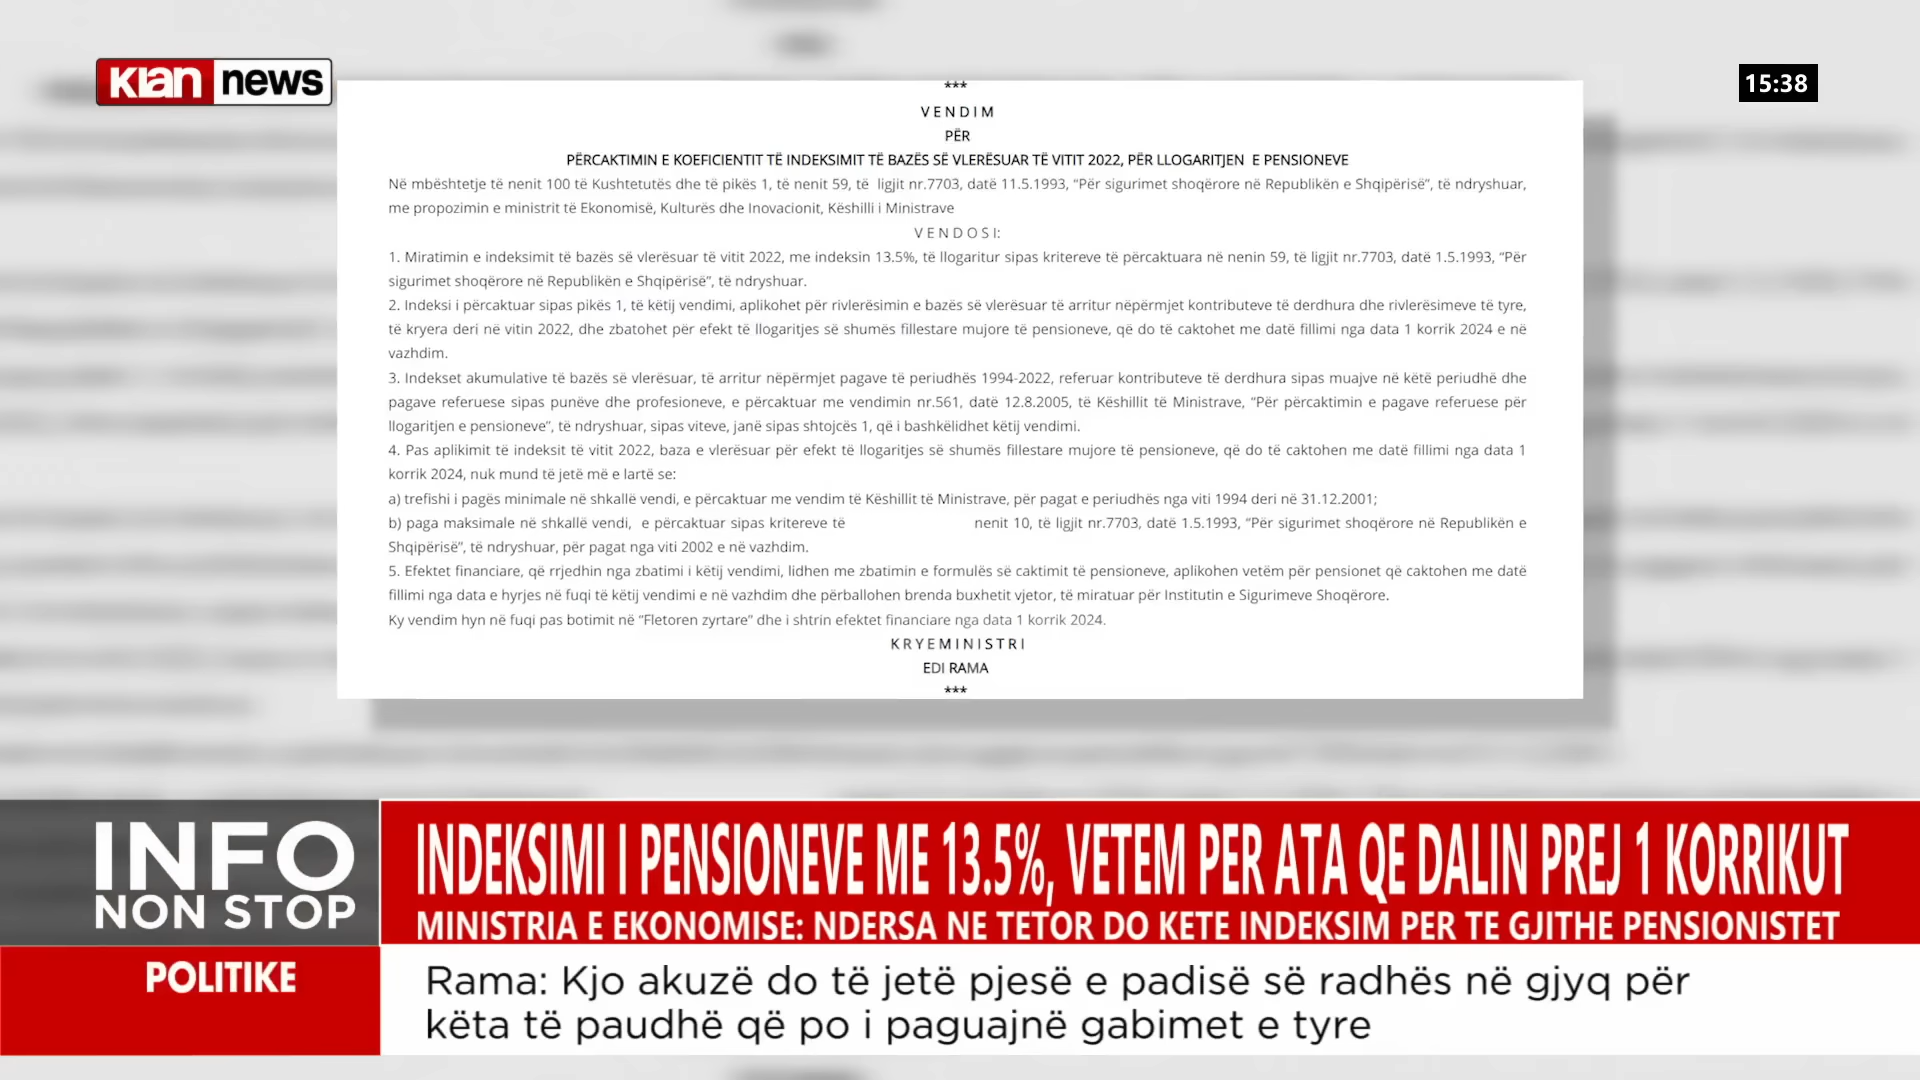 klan news
15:38
***
VENDIM
PËR
PËRCAKTIMIN E KOEFICIENTIT TË INDEKSIMIT TË BAZËS SË VLERËSUAR TË VITIT 2022, PËR LLOGARITJEN E PENSIONEVE
Në mbështetje të nenit 100 të Kushtetutës dhe të pikës 1, të nenit 59, të ligjit nr.7703, datë 11.5.1993, “Për sigurimet shoqërore në Republikën e Shqipërisë”, të ndryshuar,
me propozimin e ministrit të Ekonomisë, Kulturës dhe Inovacionit, Këshilli i Ministrave
VENDOSI:
1. Miratimin e indeksimit të bazës së vlerësuar të vitit 2022, me indeksin 13.5%, të llogaritur sipas kritereve të përcaktuara në nenin 59, të ligjit nr.7703, datë 1.5.1993, “Për
sigurimet shoqërore në Republikën e Shqipërisë”, të ndryshuar.
2. Indeksi i përcaktuar sipas pikës 1, të këtij vendimi, aplikohet për rivlerësimin e bazës së vlerësuar të arritur nëpërmjet kontributeve të derdhura dhe rivlerësimeve të tyre,
të kryera deri në vitin 2022, dhe zbatohet për efekt të llogaritjes së shumës fillestare mujore të pensioneve, që do të caktohet me datë fillimi nga data 1 korrik 2024 e në
vazhdim.
3. Indekset akumulative të bazës së vlerësuar, të arritur nëpërmjet pagave të periudhës 1994-2022, referuar kontributeve të derdhura sipas muajve në këtë periudhë dhe
pagave referuese sipas punëve dhe profesioneve, e përcaktuar me vendimin nr.561, datë 12.8.2005, të Këshillit të Ministrave, “Për përcaktimin e pagave referuese për
llogaritjen e pensioneve”, të ndryshuar, sipas viteve, janë sipas shtojcës 1, që i bashkëlidhet këtij vendimi.
4. Pas aplikimit të indeksit të vitit 2022, baza e vlerësuar për efekt të llogaritjes së shumës fillestare mujore të pensioneve, që do të caktohen me datë fillimi nga data 1
korrik 2024, nuk mund të jetë më e lartë se:
a) trefishi i pagës minimale në shkallë vendi, e përcaktuar me vendim të Këshillit të Ministrave, për pagat e periudhës nga viti 1994 deri në 31.12.2001;
b) paga maksimale në shkallë vendi, e përcaktuar sipas kritereve të nenit 10, të ligjit nr.7703, datë 1.5.1993, “Për sigurimet shoqërore në Republikën e
Shqipërisë”, të ndryshuar, për pagat nga viti 2002 e në vazhdim.
5. Efektet financiare, që rrjedhin nga zbatimi i këtij vendimi, lidhen me zbatimin e formulës së caktimit të pensioneve, aplikohen vetëm për pensionet që caktohen me datë
fillimi nga data e hyrjes në fuqi të këtij vendimi e në vazhdim dhe përballohen brenda buxhetit vjetor, të miratuar për Institutin e Sigurimeve Shoqërore.
Ky vendim hyn në fuqi pas botimit në “Fletoren zyrtare” dhe i shtrin efektet financiare nga data 1 korrik 2024.
KRYEMINISTRI
EDI RAMA
***
INFO
NON STOP
INDEKSIMI I PENSIONEVE ME 13.5%, VETEM PER ATA QE DALIN PREJ 1 KORRIKUT
MINISTRIA E EKONOMISE: NDERSA NE TETOR DO KETE INDEKSIM PER TE GJITHE PENSIONISTET
POLITIKE
Rama: Kjo akuzë do të jetë pjesë e padisë së radhës në gjyq për
këta të paudhë që po i paguajnë gabimet e tyre